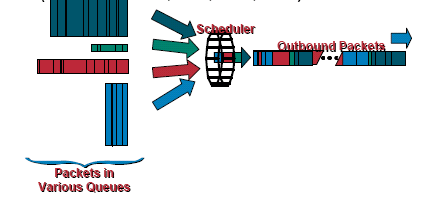 Scheduler
Outbound Packets
Packets in
Various Queues